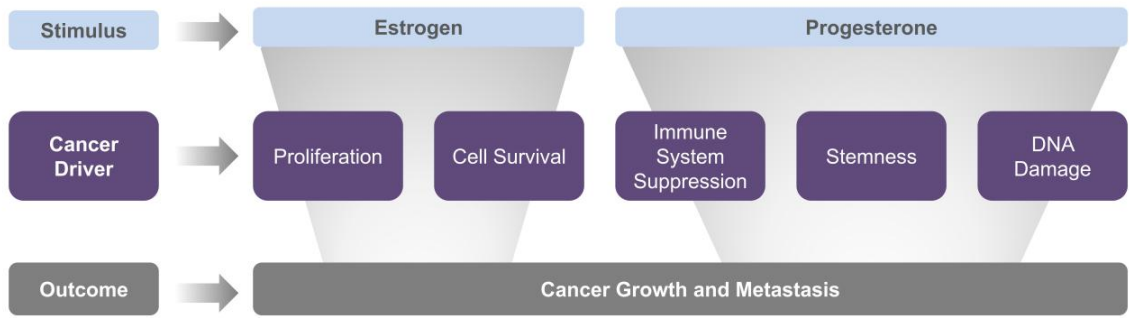 Stimulus
Estrogen
Progesterone
Cancer
Driver
Proliferation
Cell Survival
Immune
System
Suppression
Stemness
DNA
Damage
Outcome
Cancer Growth and Metastasis